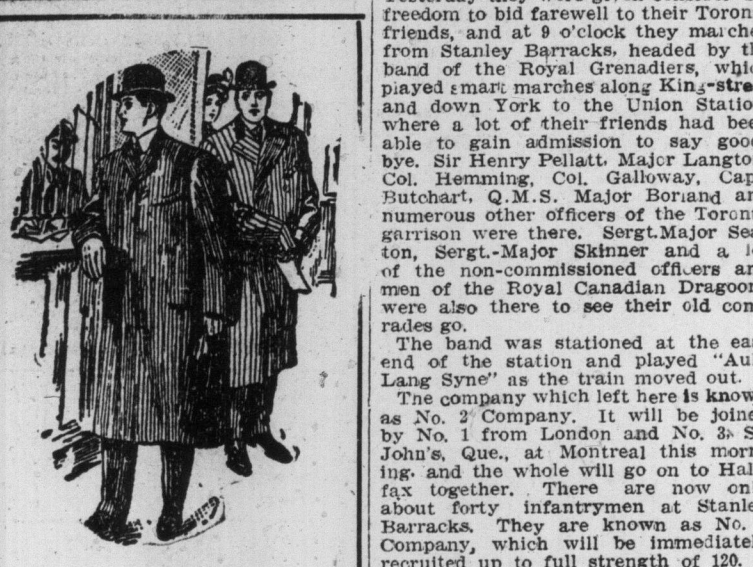 freedom to bid farewell to their Toron
friends, and at 9 o'clock they marche
from Stanley Barracks, headed by t
band of the Royal Grenadiers, whi
played smart marches along King-stre
and down York to the Union Statio
where a lot of their friends had bee
able to gain admission to say goo
bye. Sir Henry Pellatt, Major Langto
Col. Hemming, Col. Galloway, Cap
Butchart, Q.M.S. Major Borland an
numerous other officers of the Toron
garrison were there. Sergt.Major Sea
ton, Sergt.-Major Skinner and a l
of the non-commissioned officers an
men of the Royal Canadian Dragoon
were also there to see their old com
rades go.
The band was stationed at the eas
end of the station and played "Au
Lang Syne" as the train moved out.
The company which left here is know
as No. 2 Company. It will be joine
by No. 1 from London and No. 3, S
John's, Que., at Montreal this morn
ing. and the whole will go on to Hal
fax together. There are now on
about forty infantrymen at Stanle
Barracks. They are known as No.
Company, which will be immediatel
recruited up to full strength of 120.